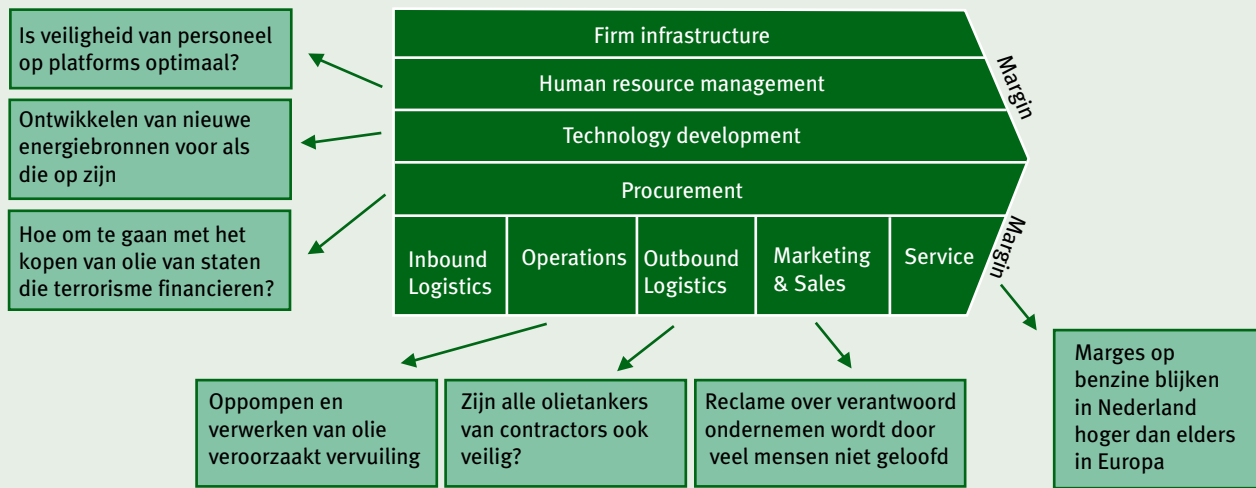 Is veiligheid van personeel
op platforms optimaal?
Ontwikkelen van nieuwe
energiebronnen voor als
die op zijn
Hoe om te gaan met het
kopen van olie van staten
die terrorisme financieren?
Firm infrastructure
Human resource management
Technology development
Procurement
Margin
Margin
Inbound
Logistics
Operations
Outbound
Logistics
Marketing
& Sales
Service
Oppompen en
verwerken van olie
veroorzaakt vervuiling
Zijn alle olietankers
van contractors ook
veilig?
Reclame over verantwoord
ondernemen wordt door
veel mensen niet geloofd
Marges op
benzine blijken
in Nederland
hoger dan elders
in Europa